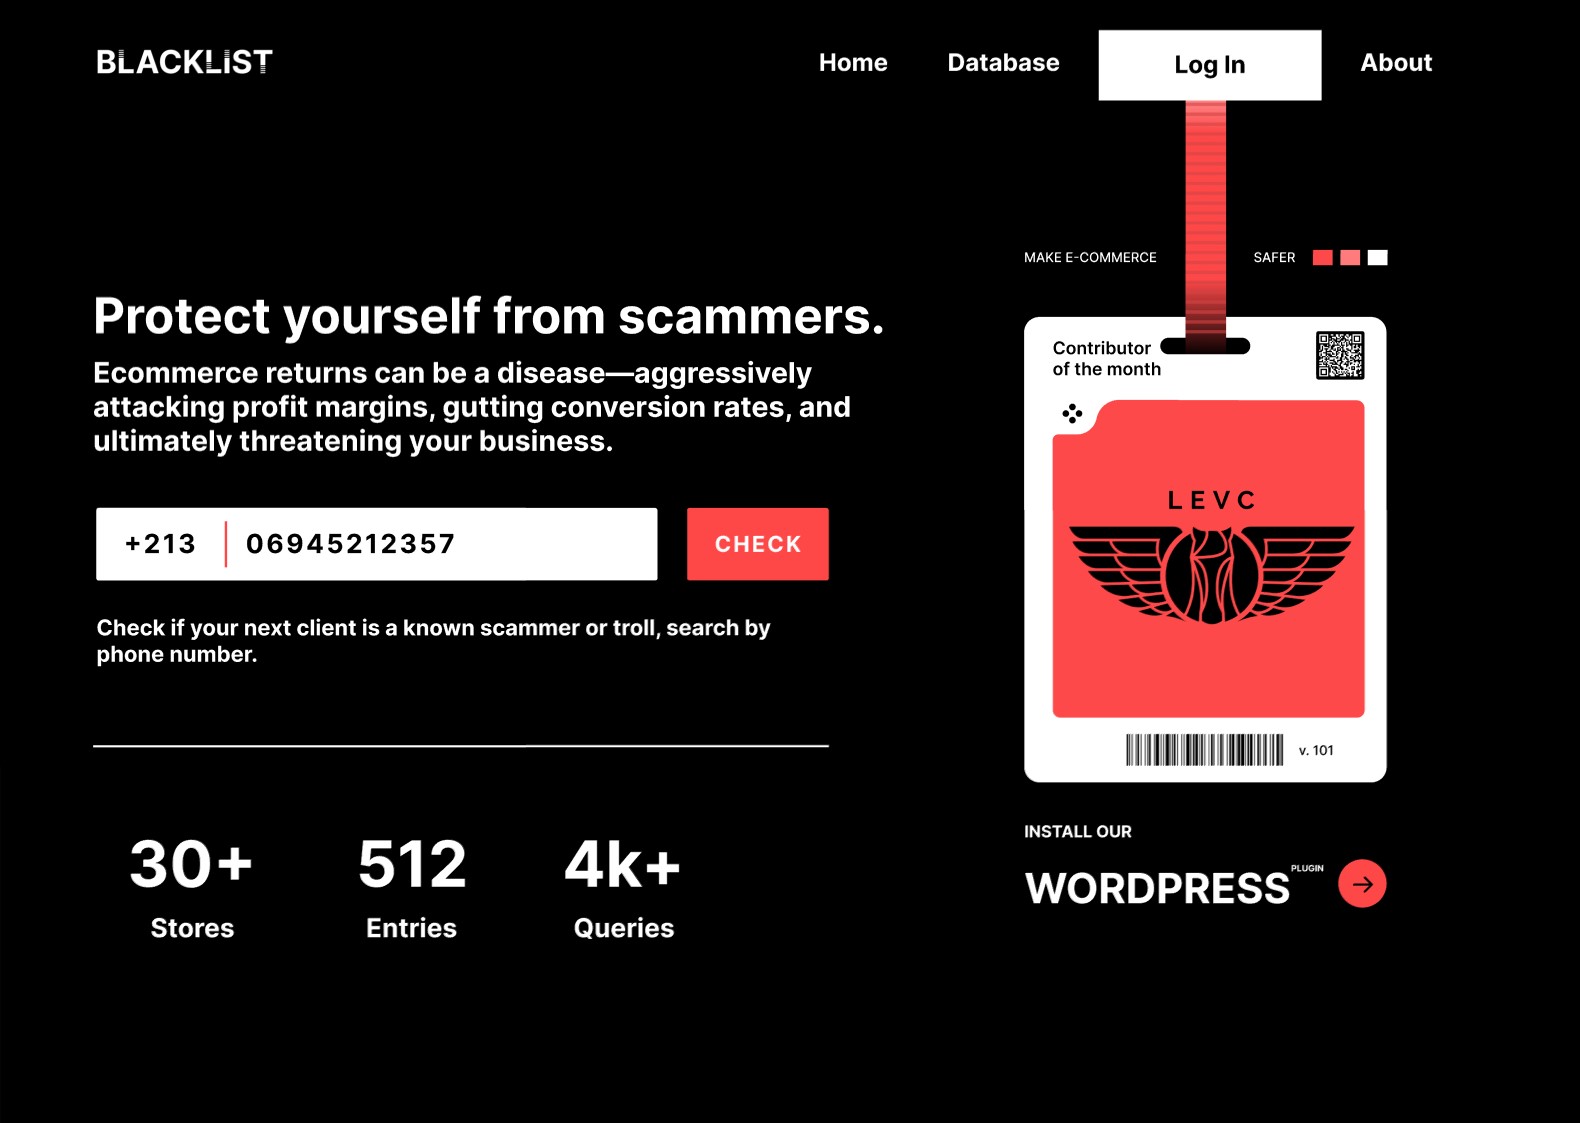 BLACKLiST
Home
Database
Log In
About
MAKE E-COMMERCE
SAFER
Protect yourself from scammers.
Ecommerce returns can be a disease—aggressively
attacking profit margins, gutting conversion rates, and
ultimately threatening your business.
+213
06945212357
CHECK
Check if your next client is a known scammer or troll, search by
phone number.
30+
Stores
512
Entries
4k+
Queries
Contributor
of the month
LEVC
v. 101
INSTALL OUR
WORDPRESS
PLUGIN